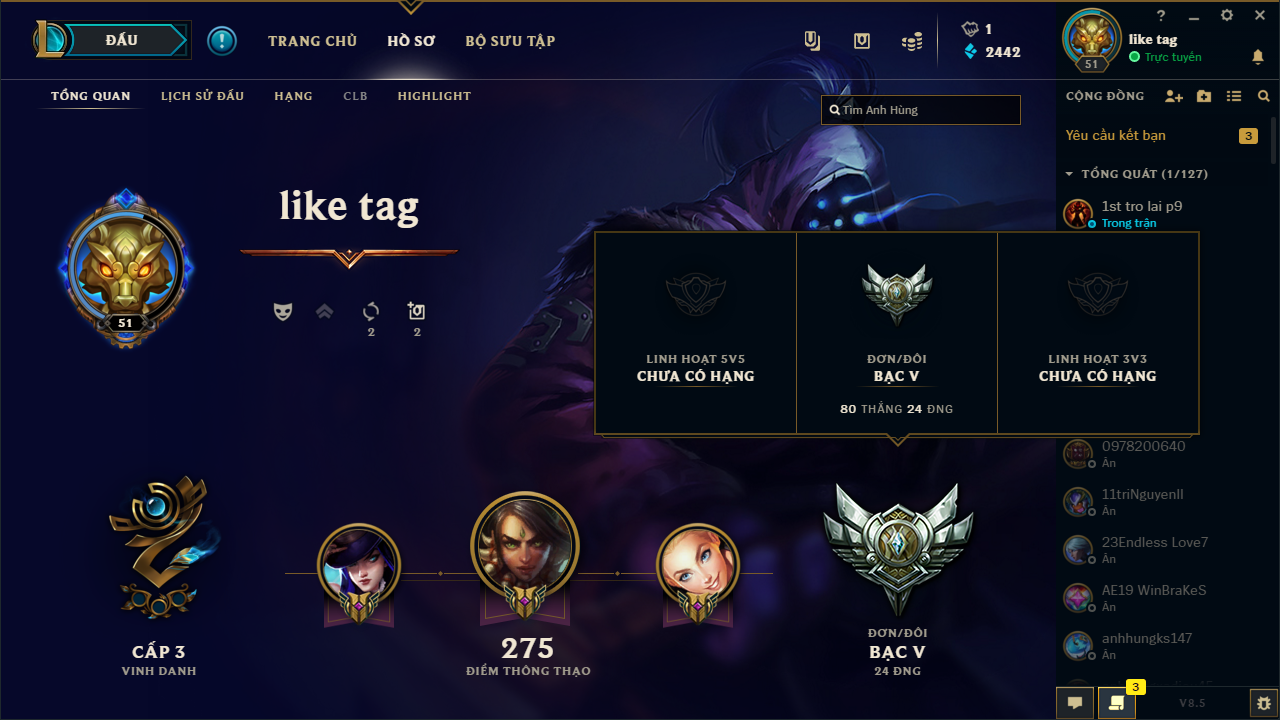 ĐẤU
TRANG CHỦ
HỒ SƠ
BỘ SƯU TẬP
1
2442
?
like tag
Trực tuyến
51
TỔNG QUAN
LỊCH SỬ ĐẤU
HẠNG
CLB
HIGHLIGHT
Tìm Anh Hùng
CỘNG ĐỒNG
Yêu cầu kết bạn
3
TỔNG QUÁT (1/127)
1st tro lai p9
Trong trận
like tag
51
2
2
LINH HOẠT 5V5
CHƯA CÓ HẠNG
ĐƠN/ĐÔI
BẠC V
80 THẮNG 24 ĐNG
LINH HOẠT 3V3
CHƯA CÓ HẠNG
0978200640
Ẩn
11triNguyenII
Ẩn
23Endless Love7
Ẩn
AE19 WinBraKeS
Ẩn
anhhungks147
Ẩn
CẤP 3
VINH DANH
275
ĐIỂM THÔNG THẠO
ĐƠN/ĐÔI
BẠC V
24 ĐNG
3
V8.5